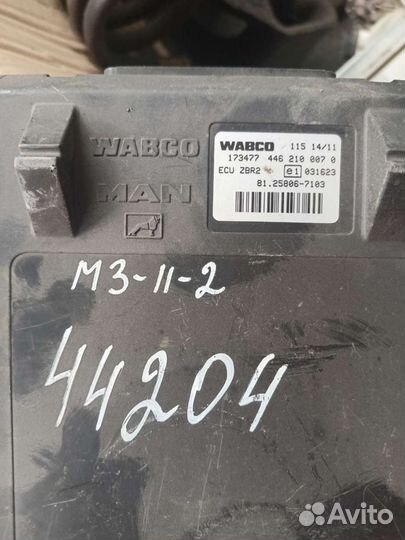 WABCO
MAN
WABCO 115 14/11
173477 446 210 007 0
ECU ZBR2 e1 031623
81.25806-7103
М3-11-2
44204
Avito